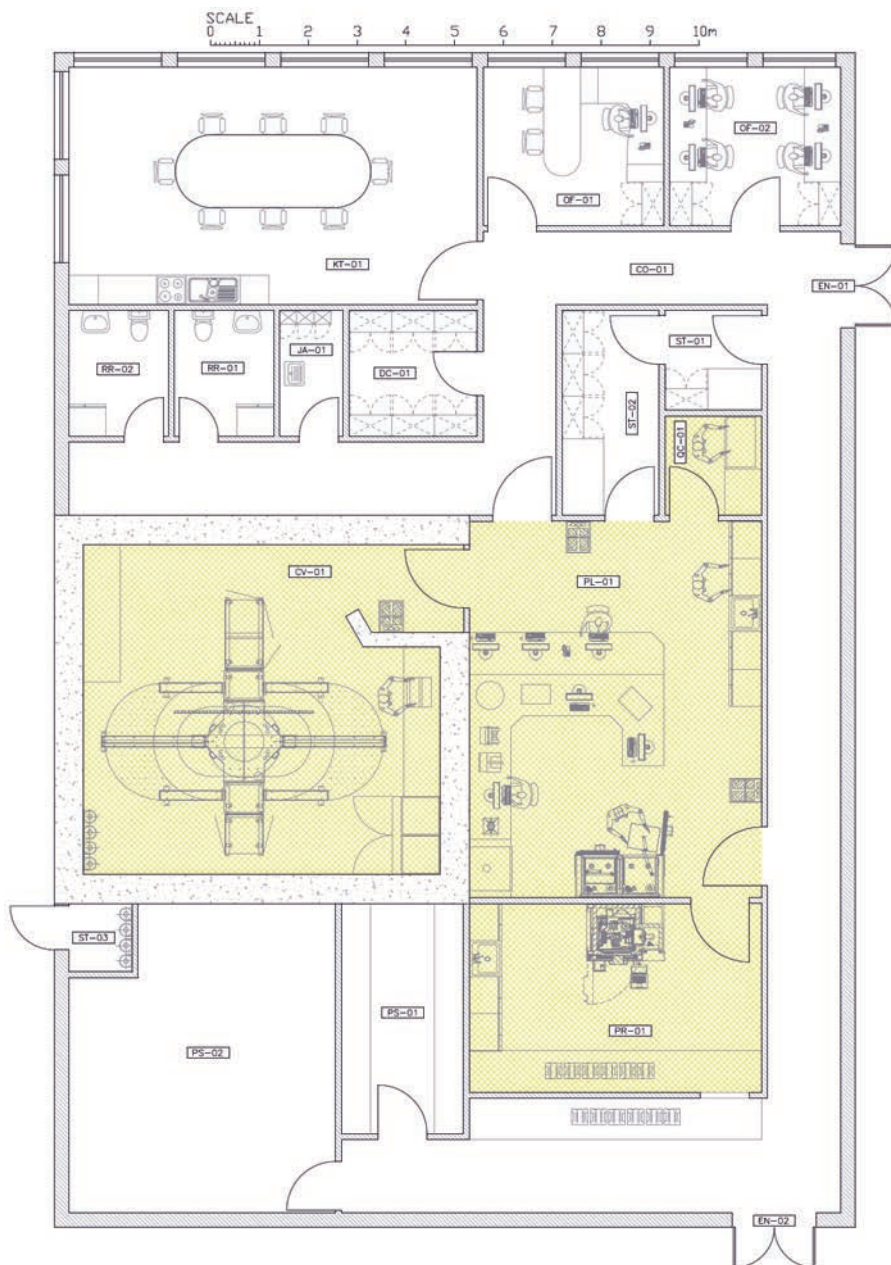 SCALE
0 1 2 3 4 5 6 7 8 9 10m
OF-02
OF-01
KT-01
CO-01
EN-01
ST-01
JA-01
RR-02
RR-01
DC-01
ST-02
QC-01
CV-01
PL-01
ST-03
PS-01
PR-01
PS-02
EN-02